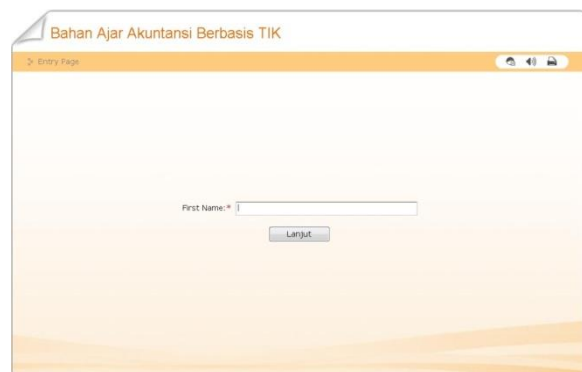 Bahan Ajar Akuntansi Berbasis TIK
Entry Page
First Name:*
Lanjut